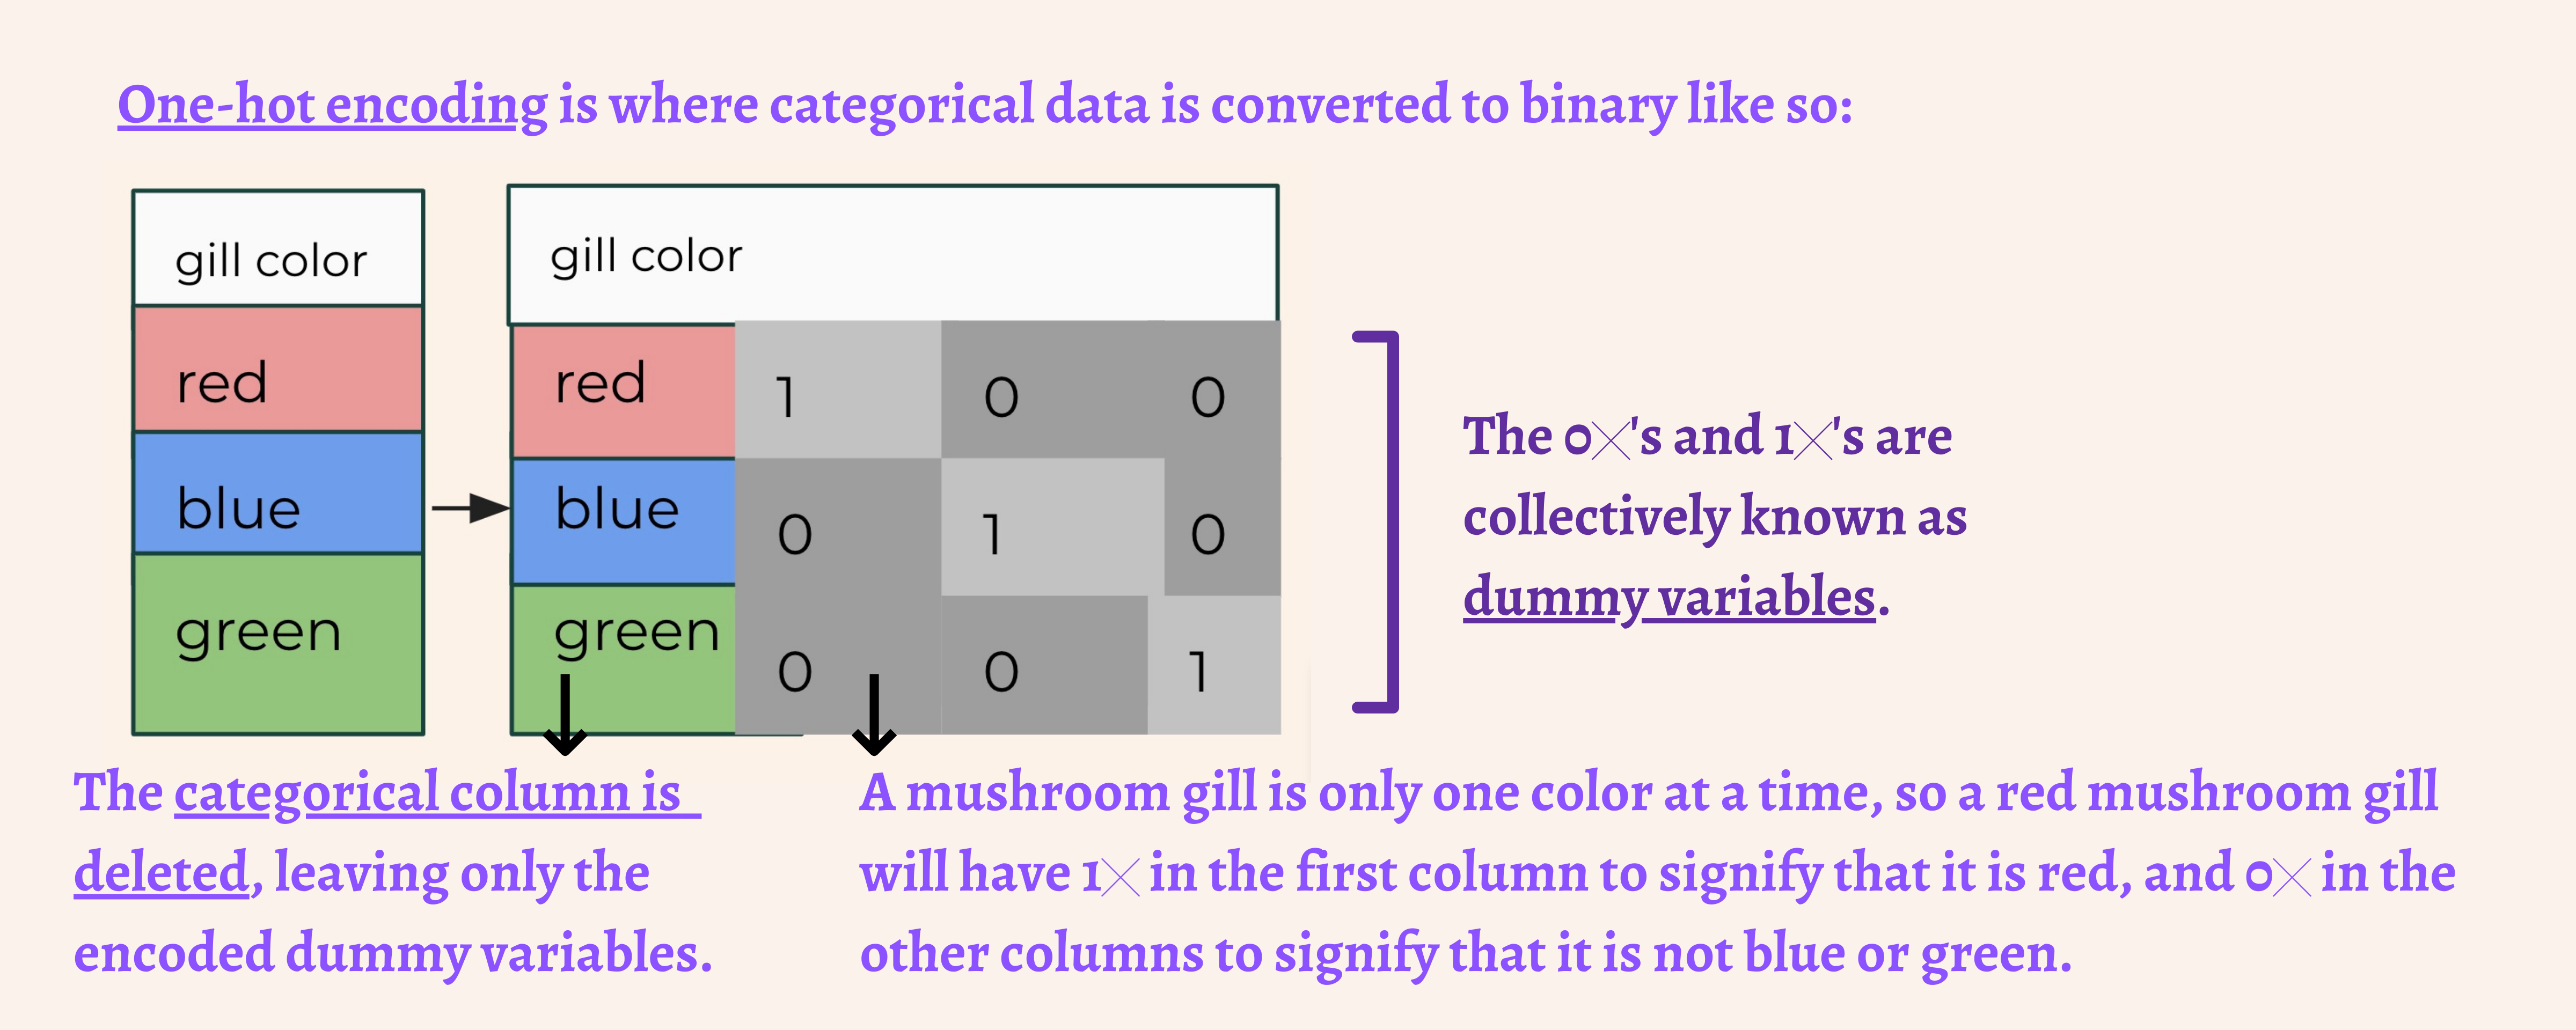 One-hot encoding is where categorical data is converted to binary like so:
gill color
red
blue
green
gill color
red 1 0 0
blue 0 1 0
green 0 0 1
The 0╳'s and 1╳'s are
collectively known as
dummy variables.
The categorical column is
deleted, leaving only the
encoded dummy variables.
A mushroom gill is only one color at a time, so a red mushroom gill
will have 1╳ in the first column to signify that it is red, and 0╳ in the
other columns to signify that it is not blue or green.